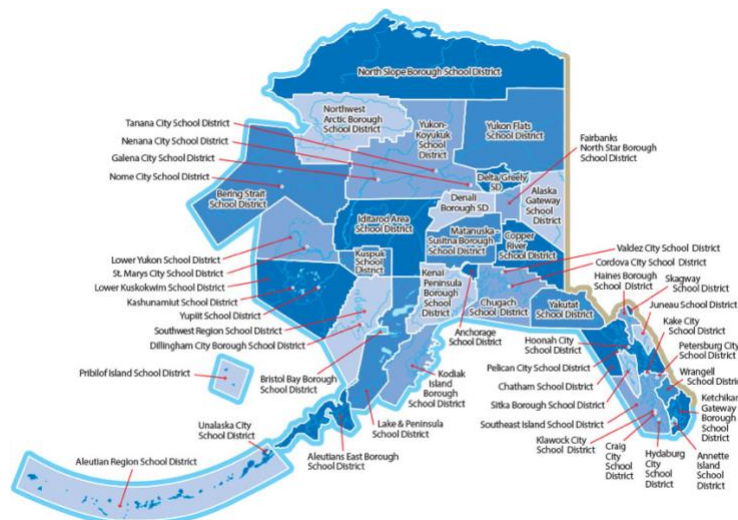 North Slope Borough School District
Northwest
Arctic Borough
School District
Tanana City School District
Nenana City School District
Galena City School District
Nome City School District
Yukon-
Koyukuk
School
District
Yukon Flats
School District
Fairbanks
North Star Borough
School District
Delta/Greely
SD
Bering Strait
School District
Denali
Borough SD
Alaska
Gateway
School
District
Iditarod Area
School District
Matanuska -
Susitna Borough
School District
Copper
River School
District
Lower Yukon School District
St. Marys City School District
Lower Kuskokwim School District
Kashunamiut School District
Yupiit School District
Southwest Region School District
Dillingham City Borough School District
Kuspuk
School
District
Kenai
Peninsula
Borough
School
District
Chugach
School District
Yakutat
School District
Valdez City School District
Cordova City School District
Haines Borough
School District
Skagway
School District
Juneau School District
Kake City
School District
Petersburg City
School District
Wrangell
School District
Ketchikan
Gateway
Borough
School
District
Anchorage
School District
Hoonah City
School District
Pelican City School District
Chatham School District
Sitka Borough School District
Southeast Island School District
Klawock City
School District
Craig
City
School
District
Hydaburg
City
School
District
Annette
Island
School
District
Pribilof Island School District
Bristol Bay Borough
School District
Kodiak
Island
Borough
School District
Lake & Peninsula
School District
Unalaska City
School District
Aleutians East Borough
School District
Aleutian Region School District